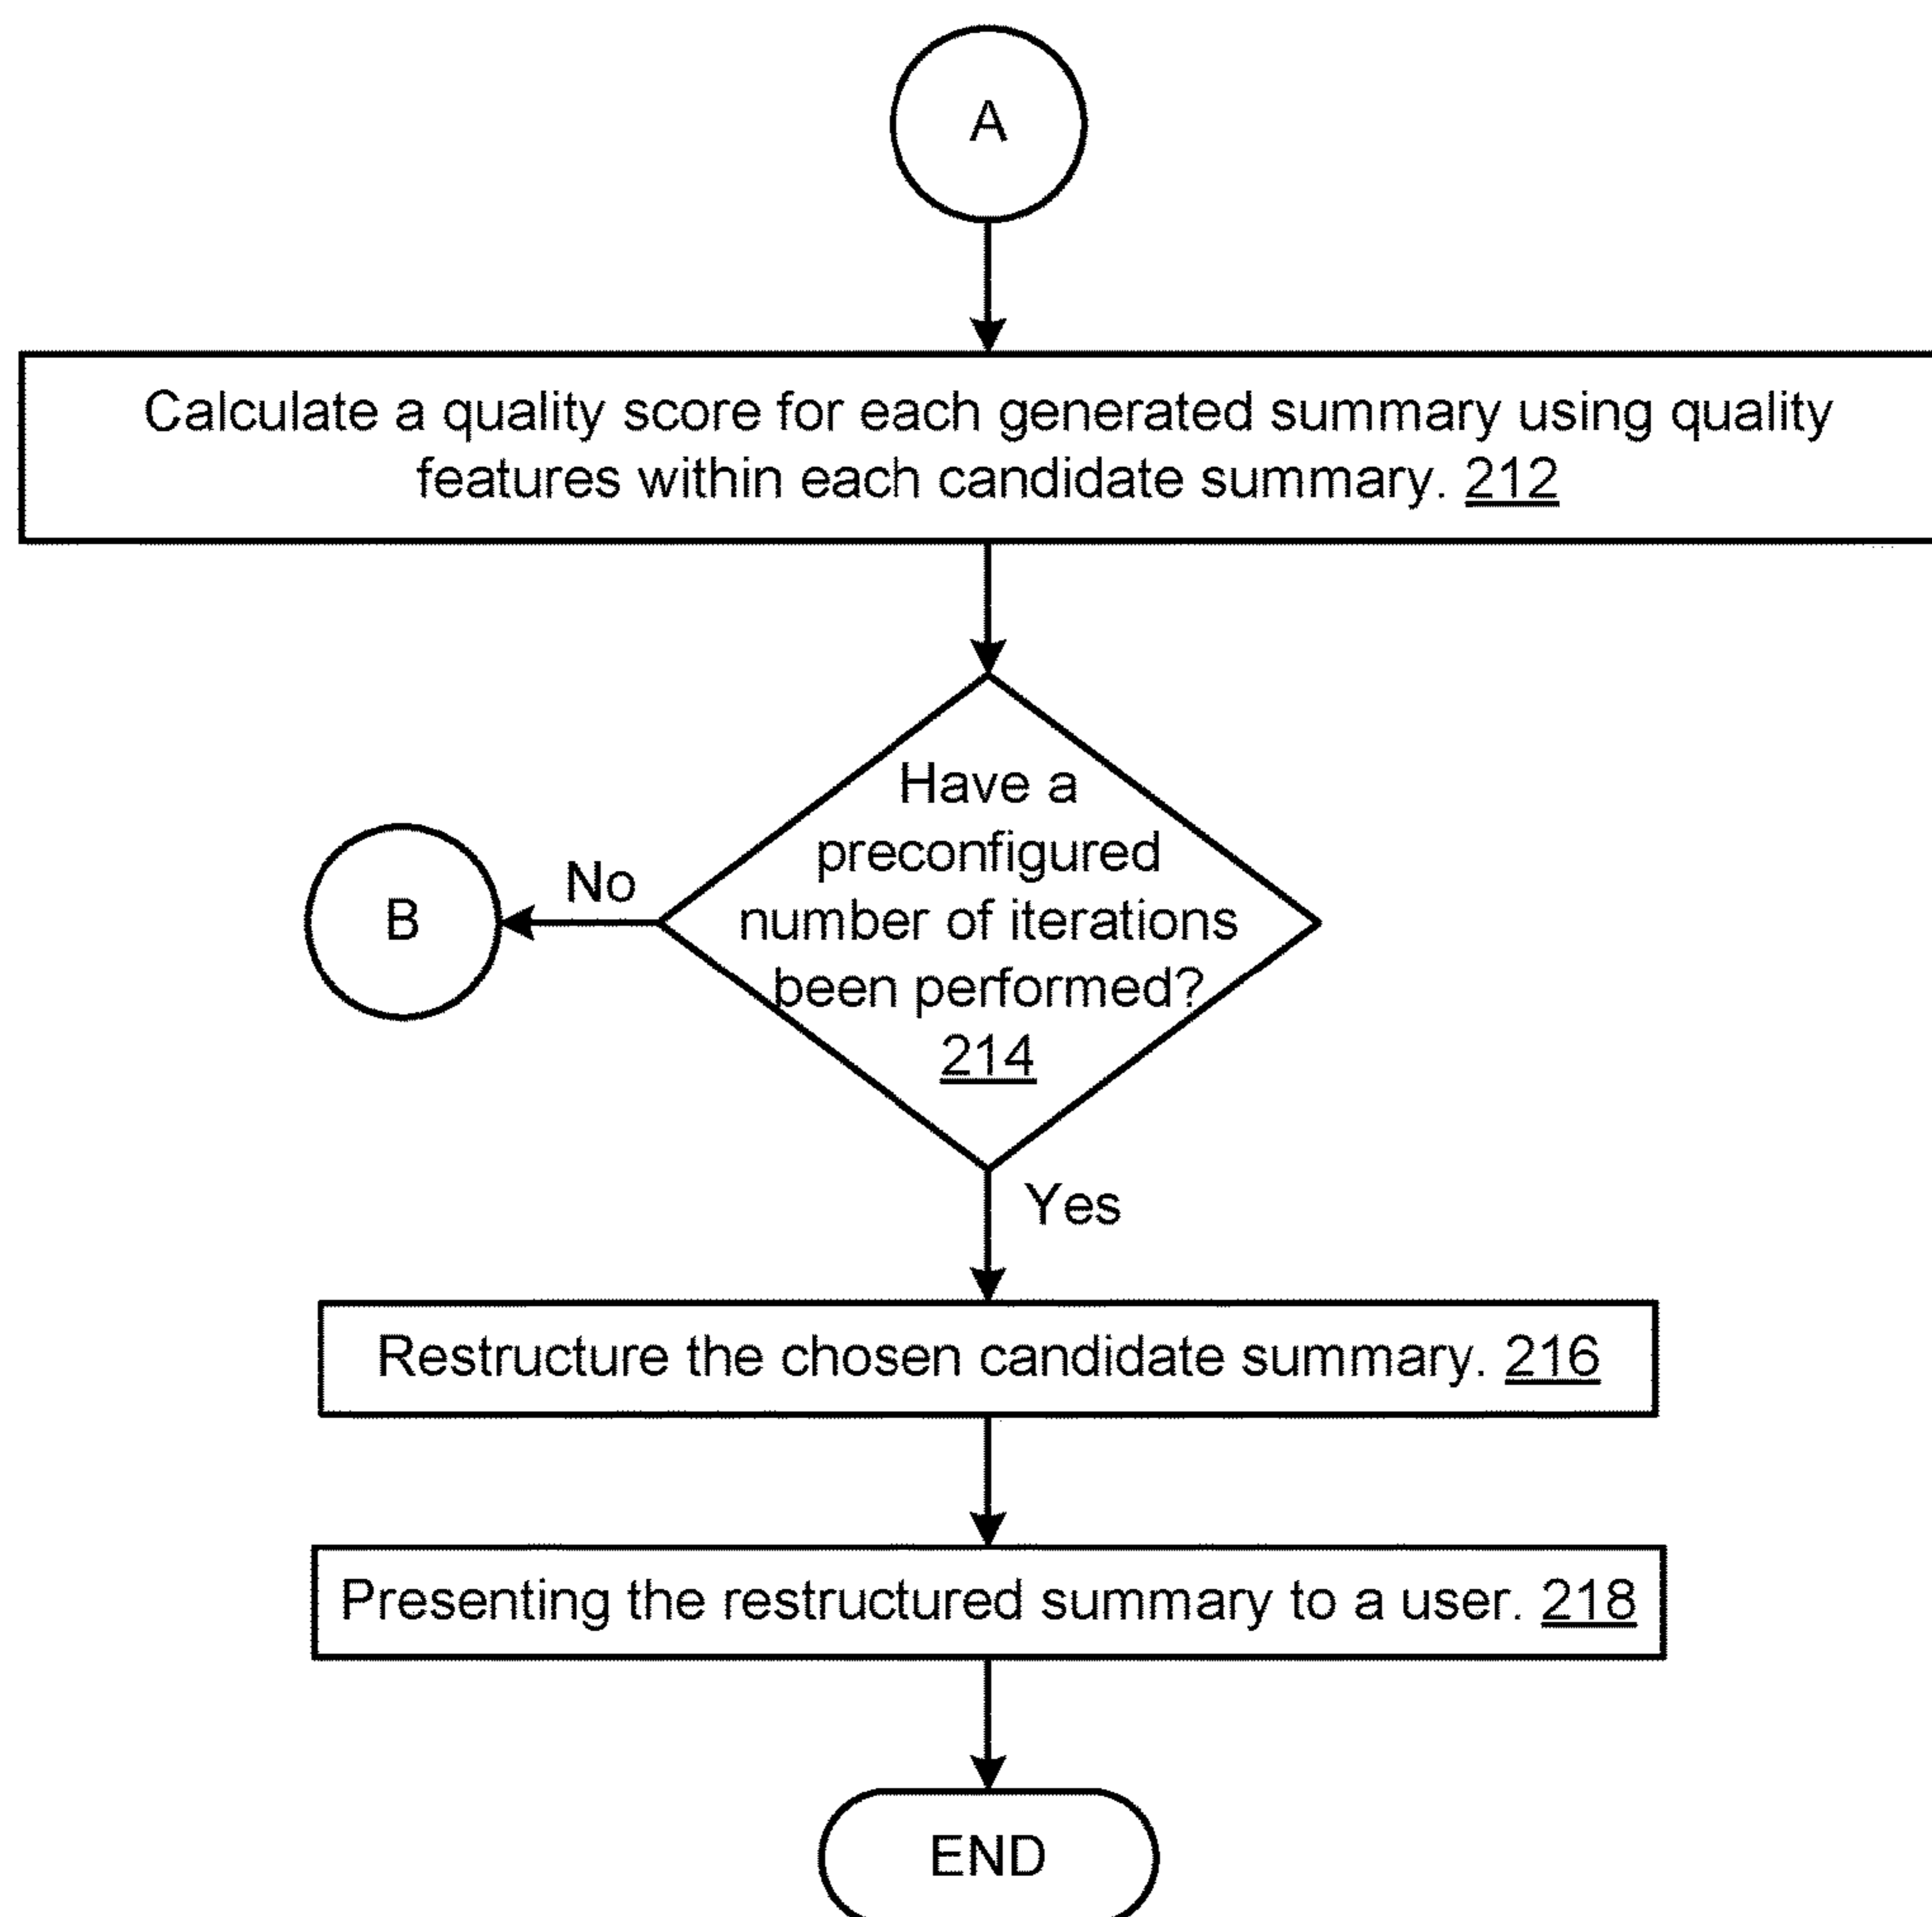 A
Calculate a quality score for each generated summary using quality
features within each candidate summary. 212
Have a
preconfigured
number of iterations
been performed?
214
No
B
Yes
Restructure the chosen candidate summary. 216
Presenting the restructured summary to a user. 218
END